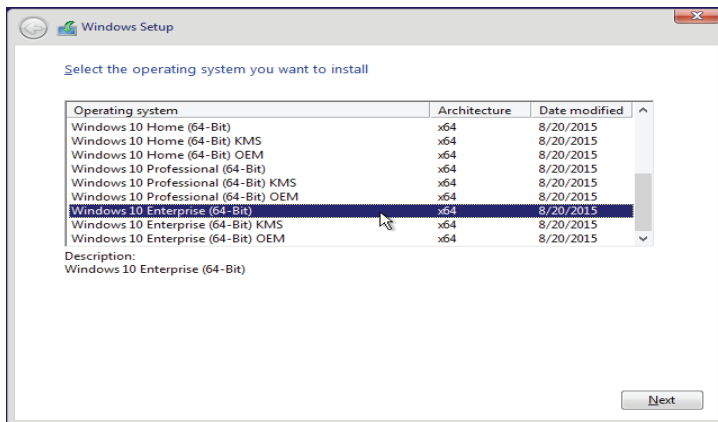 Windows Setup
Select the operating system you want to install
Operating system Architecture Date modified
Windows 10 Home (64-Bit) x64 8/20/2015
Windows 10 Home (64-Bit) KMS x64 8/20/2015
Windows 10 Home (64-Bit) OEM x64 8/20/2015
Windows 10 Professional (64-Bit) x64 8/20/2015
Windows 10 Professional (64-Bit) KMS x64 8/20/2015
Windows 10 Professional (64-Bit) OEM x64 8/20/2015
Windows 10 Enterprise (64-Bit) x64 8/20/2015
Windows 10 Enterprise (64-Bit) KMS x64 8/20/2015
Windows 10 Enterprise (64-Bit) OEM x64 8/20/2015
Description:
Windows 10 Enterprise (64-Bit)
Next